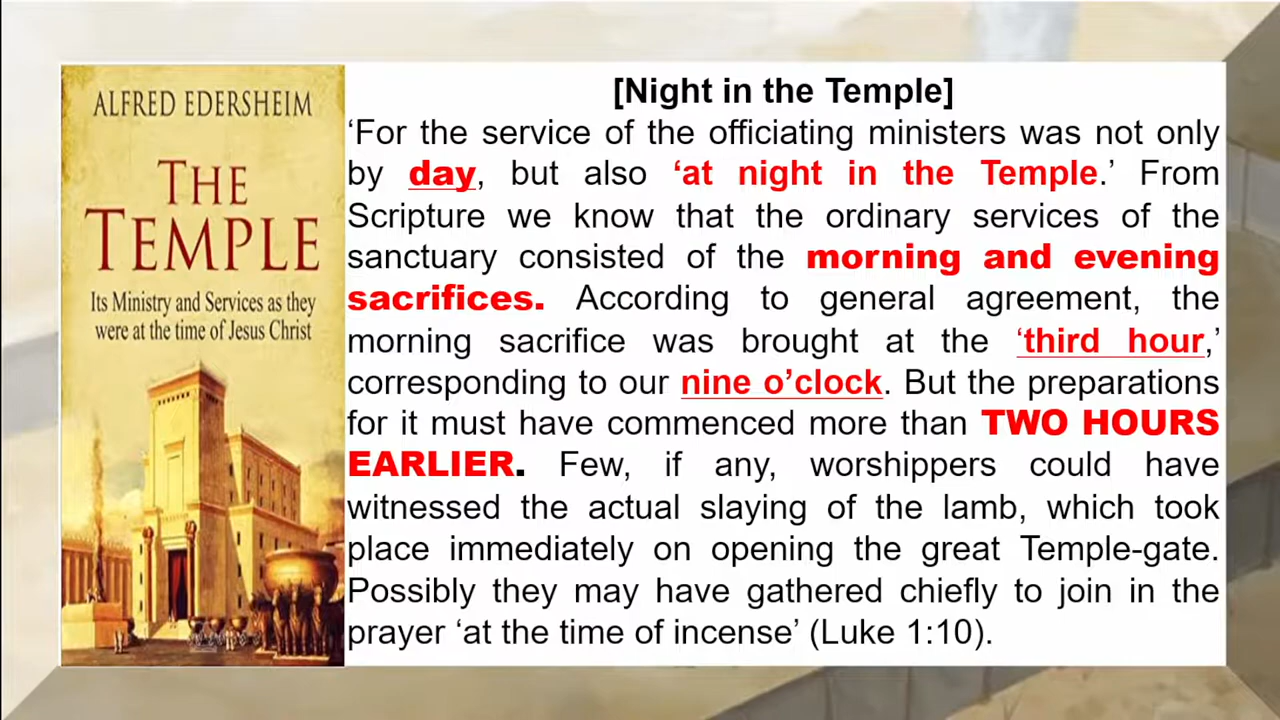 ALFRED EDERSHEIM
THE
TEMPLE
Its Ministry and Services as they
were at the time of Jesus Christ
[Night in the Temple]
‘For the service of the officiating ministers was not only
by day, but also ‘at night in the Temple.’ From
Scripture we know that the ordinary services of the
sanctuary consisted of the morning and evening
sacrifices. According to general agreement, the
morning sacrifice was brought at the ‘third hour,’
corresponding to our nine o’clock. But the preparations
for it must have commenced more than TWO HOURS
EARLIER. Few, if any, worshippers could have
witnessed the actual slaying of the lamb, which took
place immediately on opening the great Temple-gate.
Possibly they may have gathered chiefly to join in the
prayer ‘at the time of incense’ (Luke 1:10).